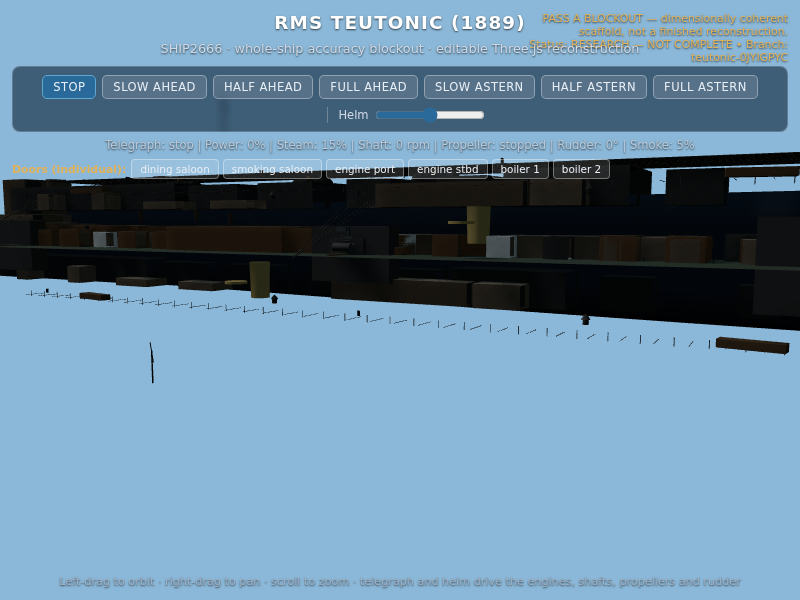 RMS TEUTONIC (1889)
PASS A BLOCKOUT — dimensionally coherent
scaffold, not a finished reconstruction.
NOT COMPLETE • Branch:
teutonic-0JYIGPYC
SHIP2666 · whole-ship accuracy blockout · editable Three.js reconstruction
STOP
SLOW AHEAD
HALF AHEAD
FULL AHEAD
SLOW ASTERN
HALF ASTERN
FULL ASTERN
Helm
Telegraph: stop | Power: 0% | Steam: 15% | Shaft: 0 rpm | Propeller: stopped | Rudder: 0° | Smoke: 5%
Doors (individual):
dining saloon
smoking saloon
engine port
engine stbd
boiler 1
boiler 2
Left-drag to orbit · right-drag to pan · scroll to zoom · telegraph and helm drive the engines, shafts, propellers and rudder